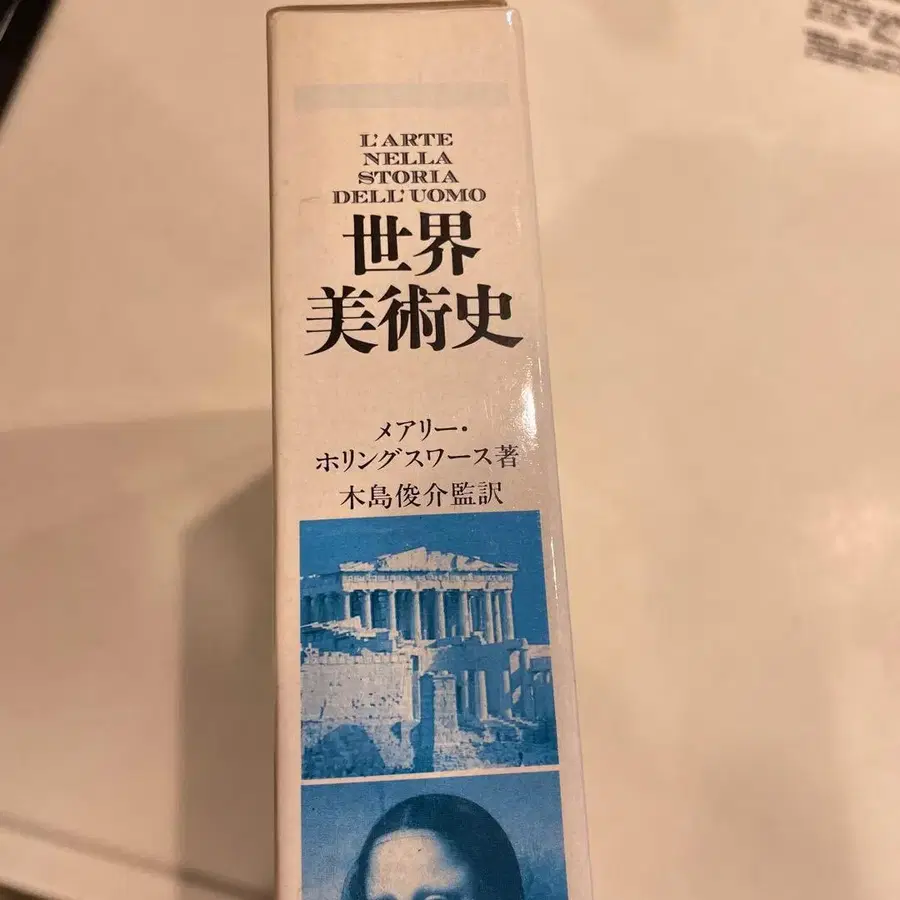 L'ARTE
NELLA
STORIA
DELL'UOMO
世界
美術史
メアリー・
ホリングスワース著
木島俊介監訳